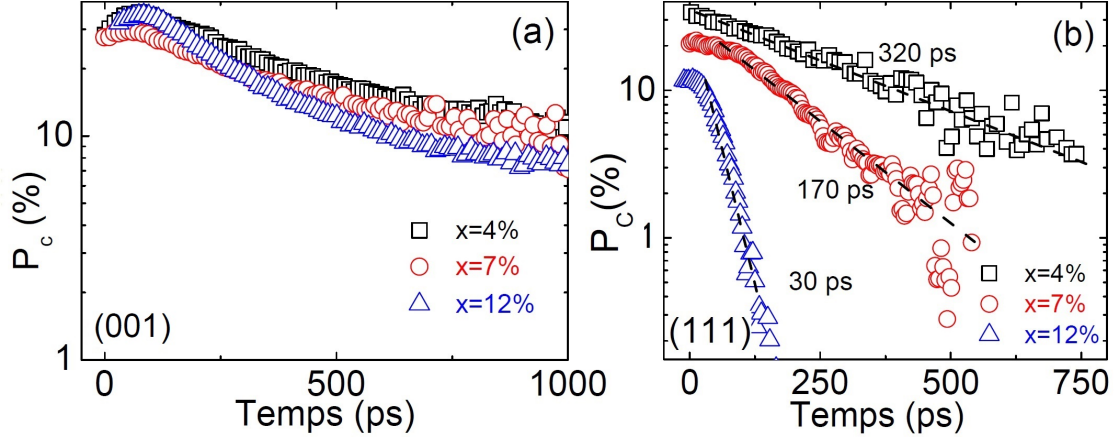 (a)
10
1
P_c (%)
x=4%
x=7%
x=12%
(001)
0
500
1000
Temps (ps)
(b)
10
1
P_c (%)
320 ps
170 ps
30 ps
x=4%
x=7%
x=12%
(111)
0
250
500
750
Temps (ps)